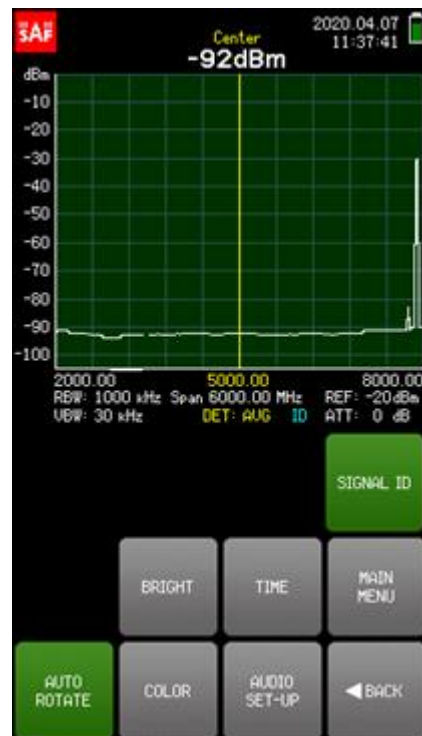 SAF
Center
-92dBm
2020.04.07
11:37:41
dBm
-10
-20
-30
-40
-50
-60
-70
-80
-90
-100
2000.00 5000.00 8000.00
RBW: 1000 kHz Span 6000.00 MHz REF: -20dBm
VBW: 30 kHz DET: AVG ID ATT: 0 dB
SIGNAL ID
BRIGHT
TIME
MAIN
MENU
AUTO
ROTATE
COLOR
AUDIO
SET-UP
◀BACK